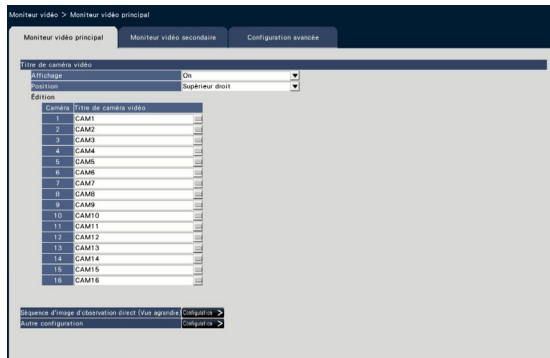 Moniteur vidéo > Moniteur vidéo principal
Moniteur vidéo principal Moniteur vidéo secondaire Configuration avancée
Titre de caméra vidéo
Affichage On
Position Supérieur droit
Édition
Caméra Titre de caméra vidéo
1 CAM1
2 CAM2
3 CAM3
4 CAM4
5 CAM5
6 CAM6
7 CAM7
8 CAM8
9 CAM9
10 CAM10
11 CAM11
12 CAM12
13 CAM13
14 CAM14
15 CAM15
16 CAM16
Séquence d'image d'observation direct (Vue agrandie) Configuration >
Autre configuration Configuration >